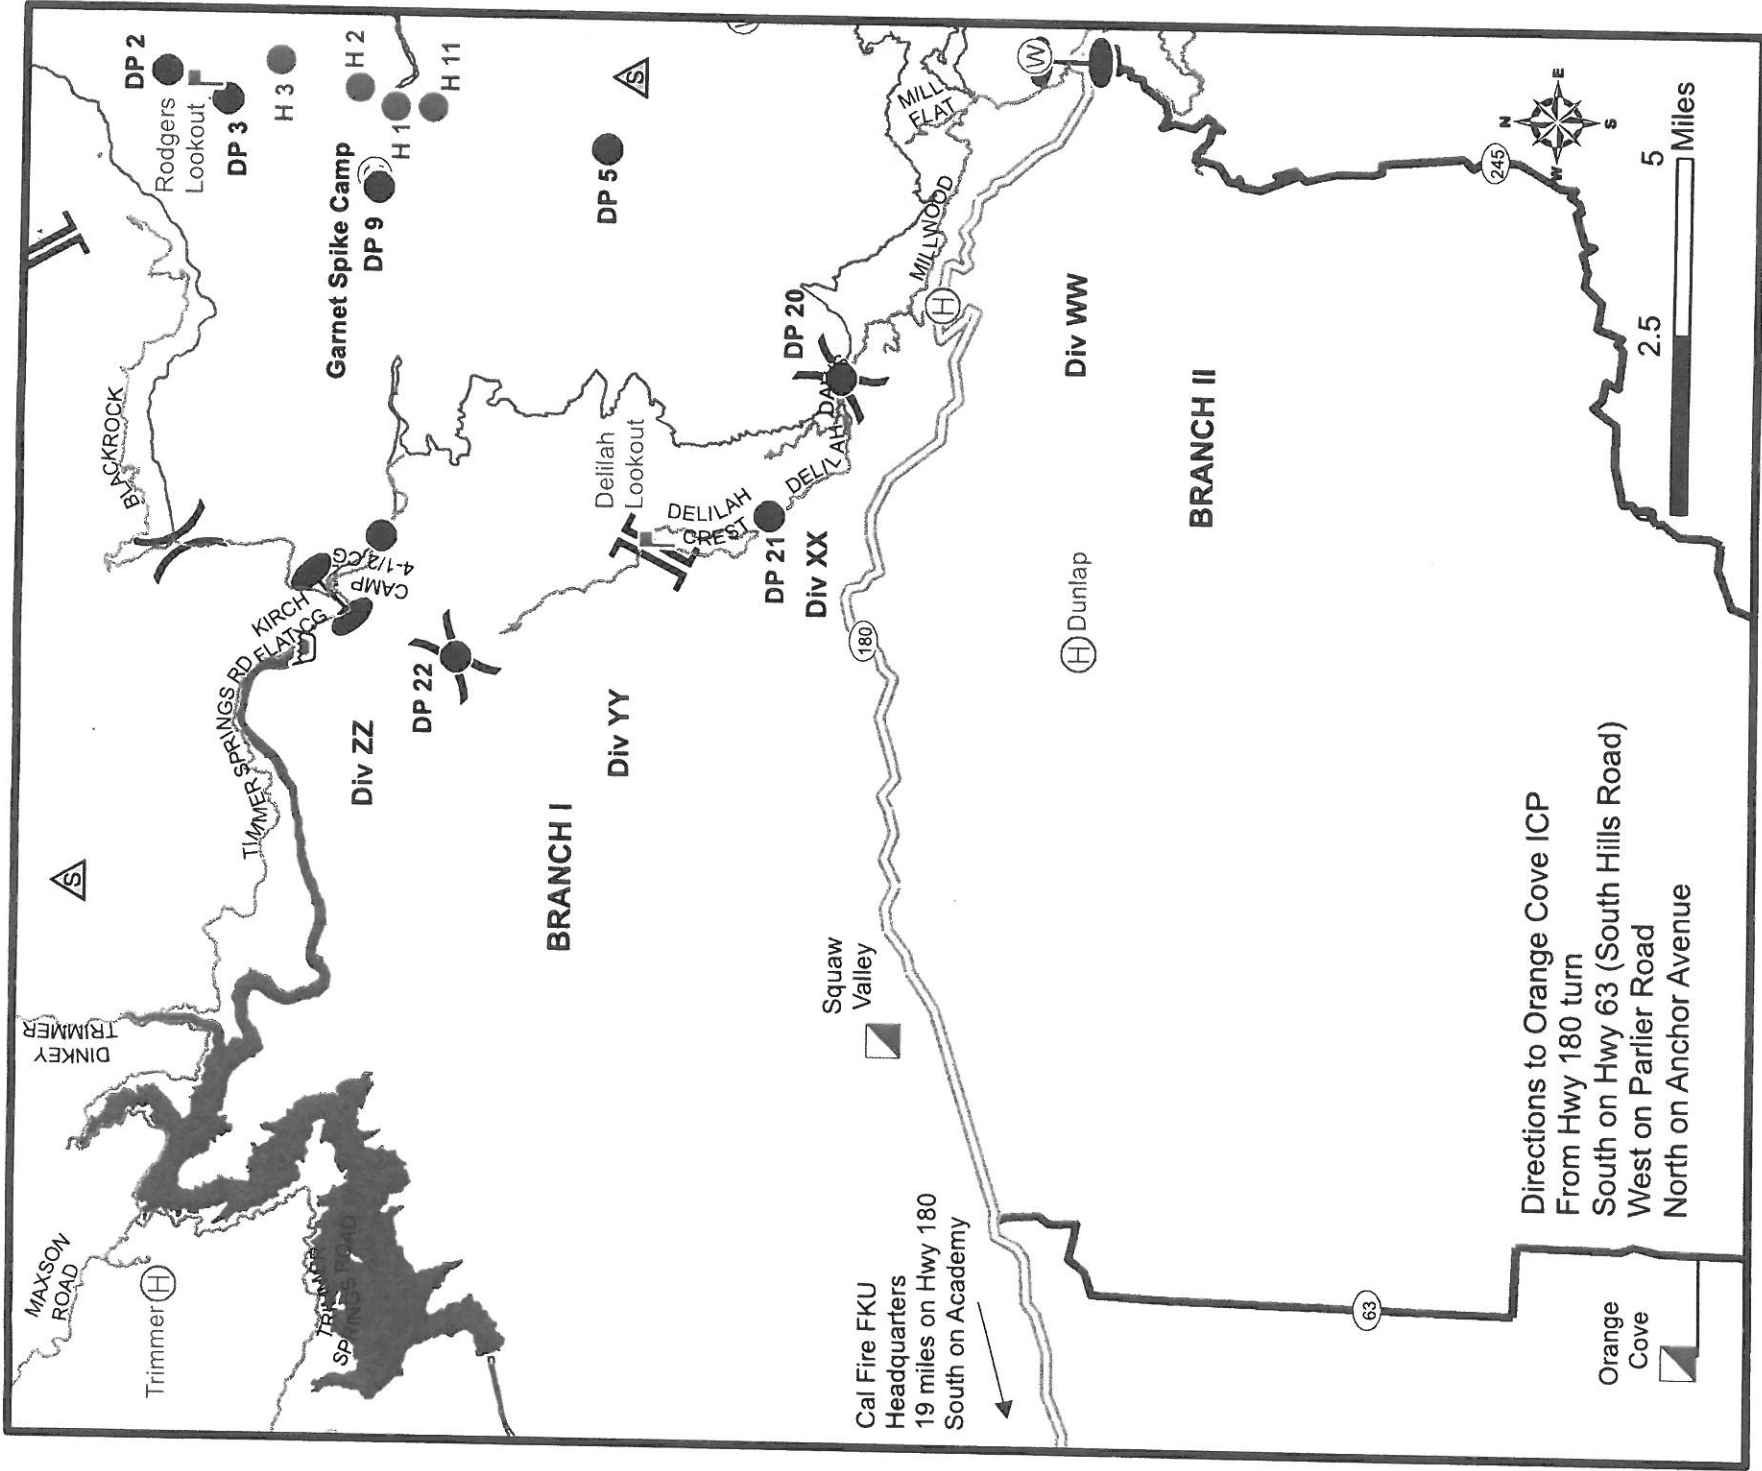 DP 2
Rodgers
Lookout
DP 3
H 3
H 2
H 1
H 11
S
Garnet Spike Camp
DP 9
DP 5
BLACKROCK
KIRCH
FLAT CG
CAMP
4-1/2 CG
TRIMMER SPRINGS RD
DP 22
Div ZZ
Div YY
BRANCH I
S
DINKEY
TRIMMER
MAXSON
ROAD
Trimmer
H
TRIMMER
SPRINGS ROAD
Delilah
Lookout
DELILAH
CREST
DELILAH
DP 21
Div XX
DP 20
MILLWOOD
MILL
FLAT
W
H
180
Div WW
BRANCH II
H
Dunlap
Squaw
Valley
Cal Fire FKU
Headquarters
19 miles on Hwy 180
South on Academy
63
Orange
Cove
Directions to Orange Cove ICP
From Hwy 180 turn
South on Hwy 63 (South Hills Road)
West on Parlier Road
North on Anchor Avenue
245
N
E
S
W
2.5
5
Miles